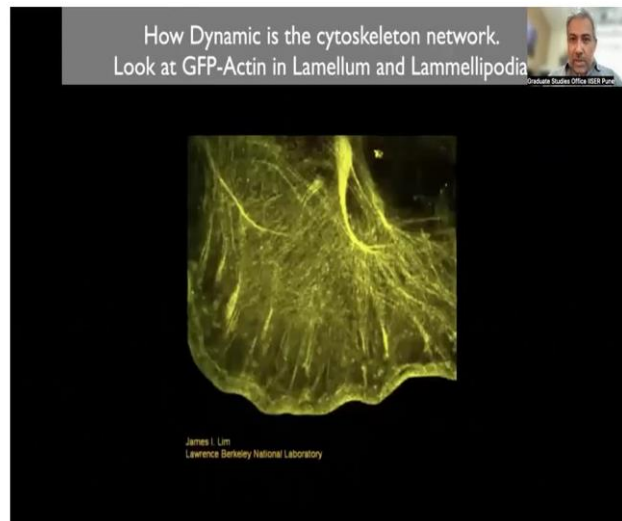 How Dynamic is the cytoskeleton network.
Look at GFP-Actin in Lanellum and Lammellipodia
Graduate Studies Office IISER Pune
James I. Lim
Lawrence Berkeley National Laboratory